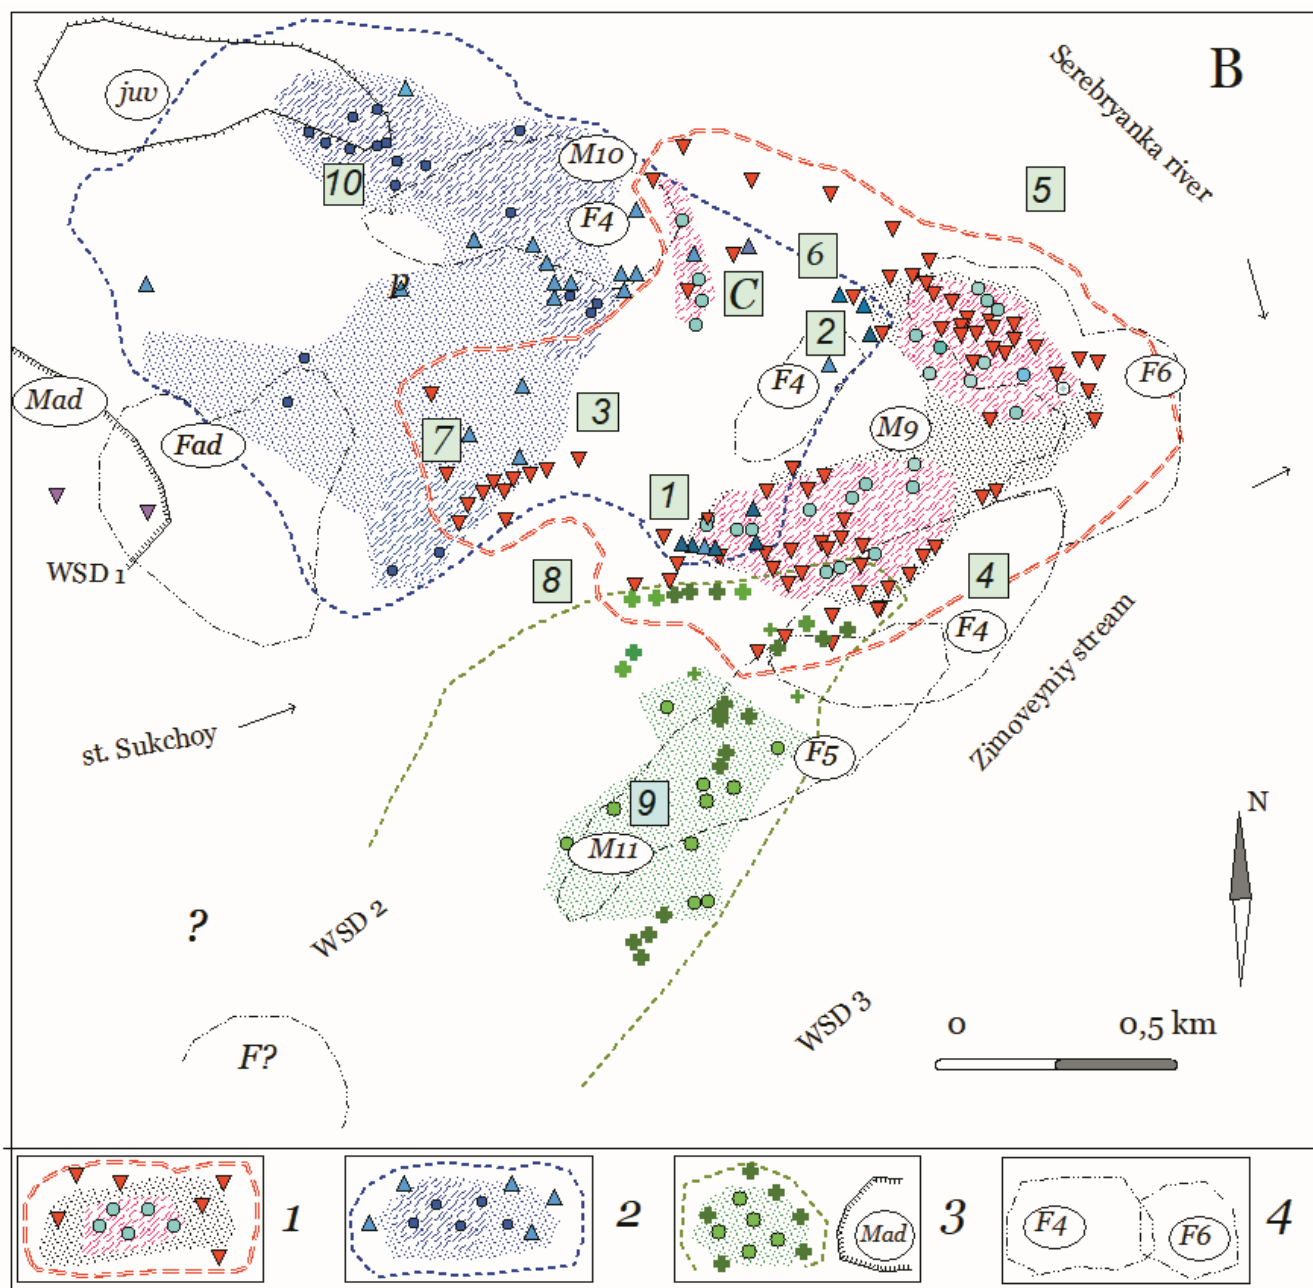 B
Serebryanka river
juv
M10
10
5
F4
6
p
C
2
F4
F6
Mad
3
Fad
7
M9
1
WSD 1
8
4
F4
st. Sukchoy
Zimoveyniy stream
F5
9
N
M11
?
WSD 2
WSD 3
0 0,5 km
F?
1
2
Mad
3
F4
F6
4